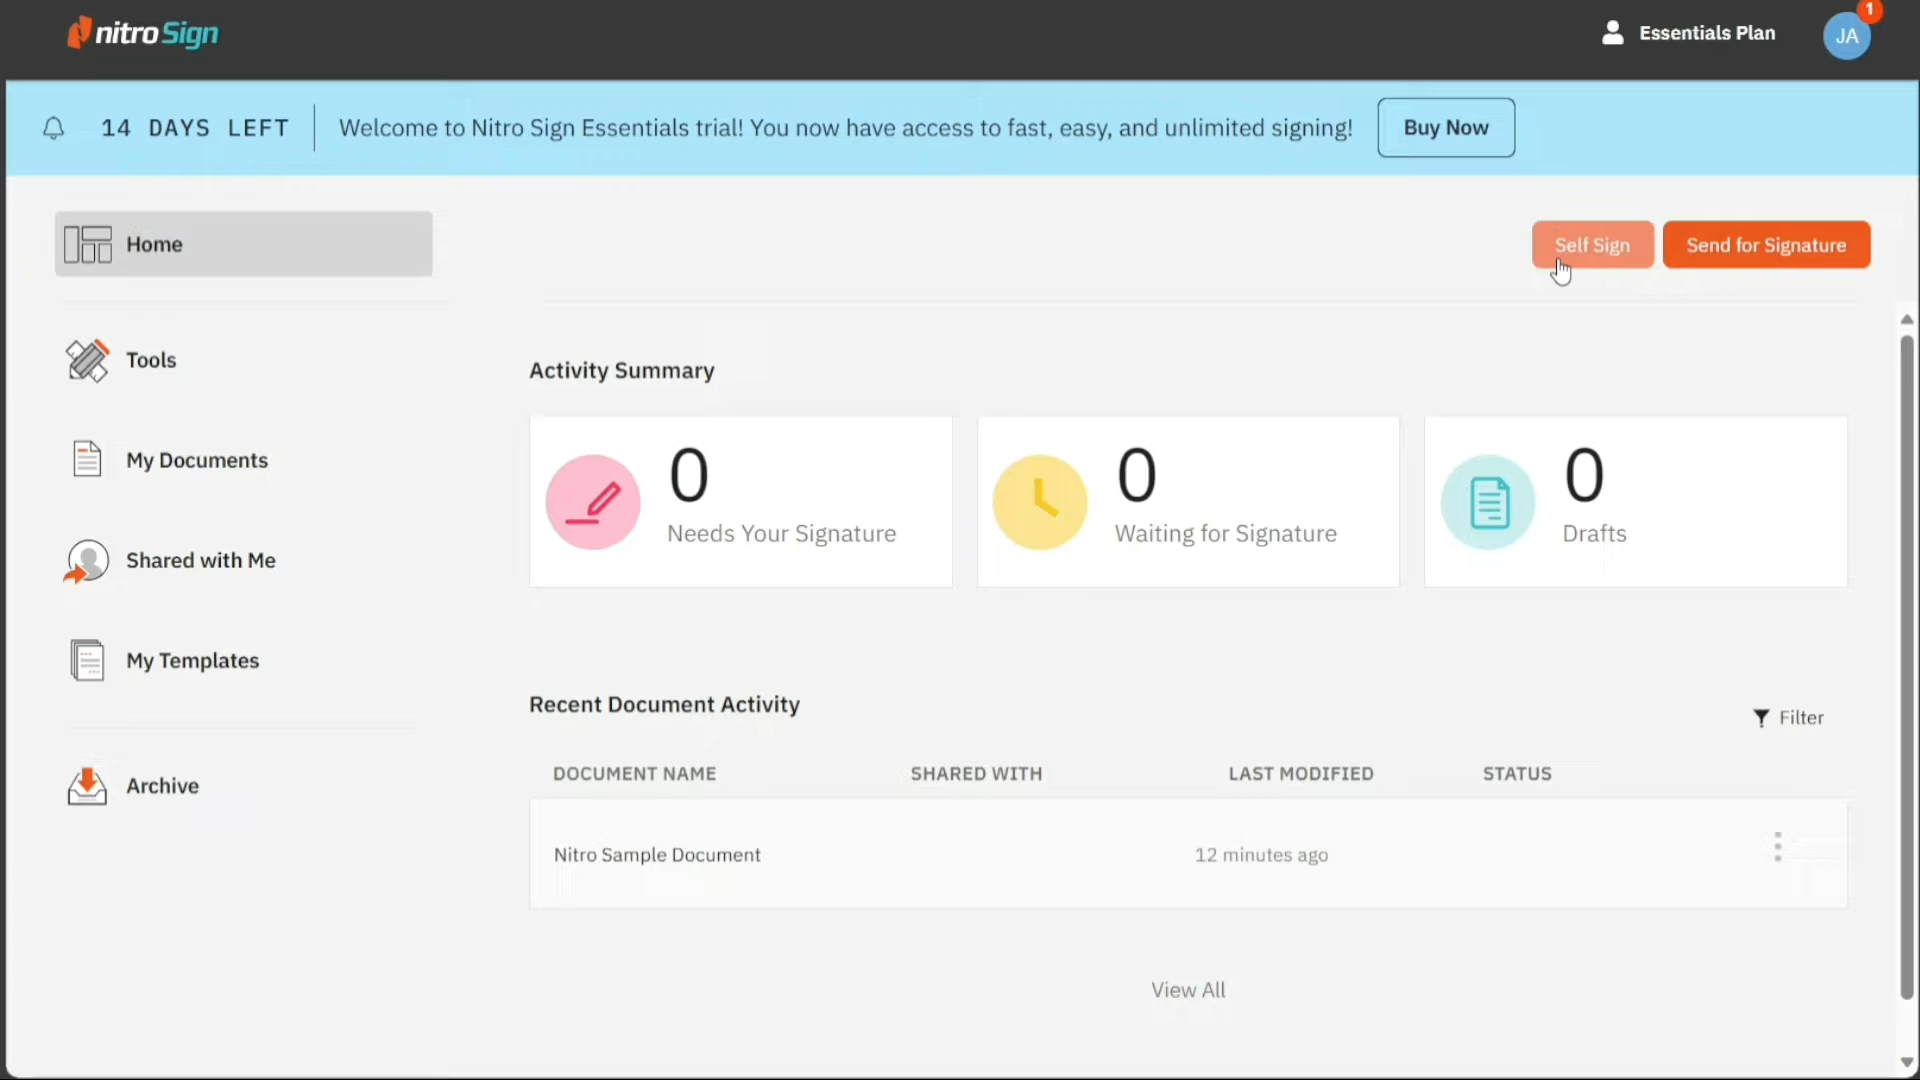 nitro Sign
Essentials Plan
JA
1
14 DAYS LEFT
Welcome to Nitro Sign Essentials trial! You now have access to fast, easy, and unlimited signing!
Buy Now
Home
Self Sign
Send for Signature
Tools
My Documents
Shared with Me
My Templates
Archive
Activity Summary
0
Needs Your Signature
0
Waiting for Signature
0
Drafts
Recent Document Activity
Filter
DOCUMENT NAME SHARED WITH LAST MODIFIED STATUS
Nitro Sample Document 12 minutes ago
View All